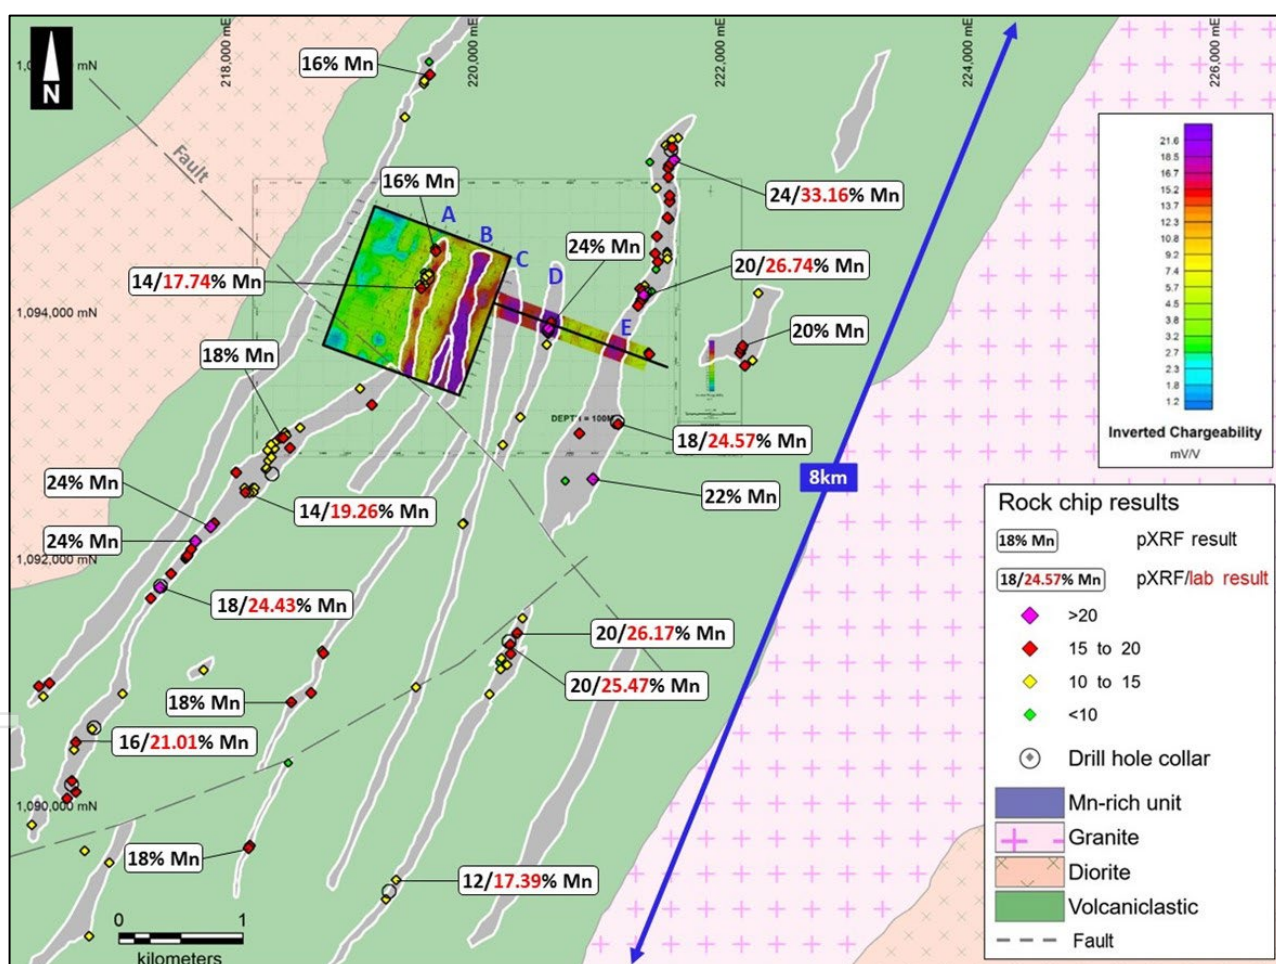 218,000 mE
220,000 mE
222,000 mE
224,000 mE
226,000 mE
mN
N
16% Mn
Fault
16% Mn
A
B
C
D
E
24/33.16% Mn
24% Mn
20/26.74% Mn
14/17.74% Mn
1,094,000 mN
20% Mn
18% Mn
DEPT = 100M
18/24.57% Mn
8km
24% Mn
22% Mn
14/19.26% Mn
24% Mn
1,092,000 mN
18/24.43% Mn
20/26.17% Mn
20/25.47% Mn
18% Mn
16/21.01% Mn
1,090,000 mN
18% Mn
12/17.39% Mn
0 1
kilometers
21.6
18.5
16.7
15.2
13.7
12.3
10.8
9.2
7.4
5.7
4.5
3.8
3.2
2.7
2.3
1.8
1.2
Inverted Chargeability
mV/V
Rock chip results
18% Mn pXRF result
18/24.57% Mn pXRF/lab result
>20
15 to 20
10 to 15
<10
Drill hole collar
Mn-rich unit
Granite
Diorite
Volcaniclastic
Fault